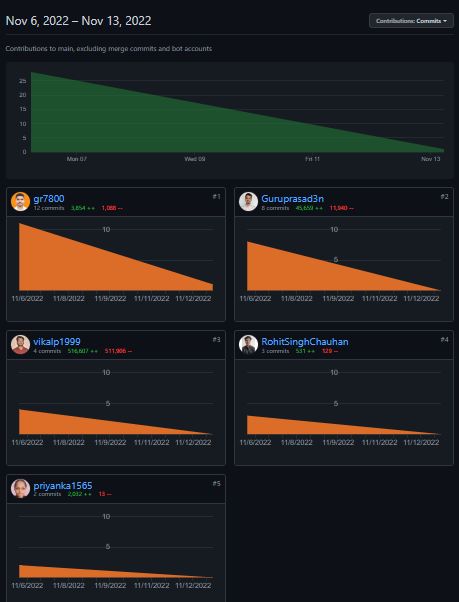 Nov 6, 2022 – Nov 13, 2022
Contributions: Commits
Contributions to main, excluding merge commits and bot accounts
25
20
15
10
5
0
Mon 07 Wed 09 Fri 11 Nov 13
gr7800 #1
12 commits 3,854 ++ 1,088 --
10
11/6/2022 11/8/2022 11/9/2022 11/11/2022 11/12/2022
Guruprasad3n #2
8 commits 45,659 ++ 11,940 --
10
5
11/6/2022 11/8/2022 11/9/2022 11/11/2022 11/12/2022
vikalp1999 #3
4 commits 516,607 ++ 511,906 --
10
5
11/6/2022 11/8/2022 11/9/2022 11/11/2022 11/12/2022
RohitSinghChauhan #4
3 commits 531 ++ 129 --
10
5
11/6/2022 11/8/2022 11/9/2022 11/11/2022 11/12/2022
priyanka1565 #5
2 commits 2,032 ++ 13 --
10
5
11/6/2022 11/8/2022 11/9/2022 11/11/2022 11/12/2022